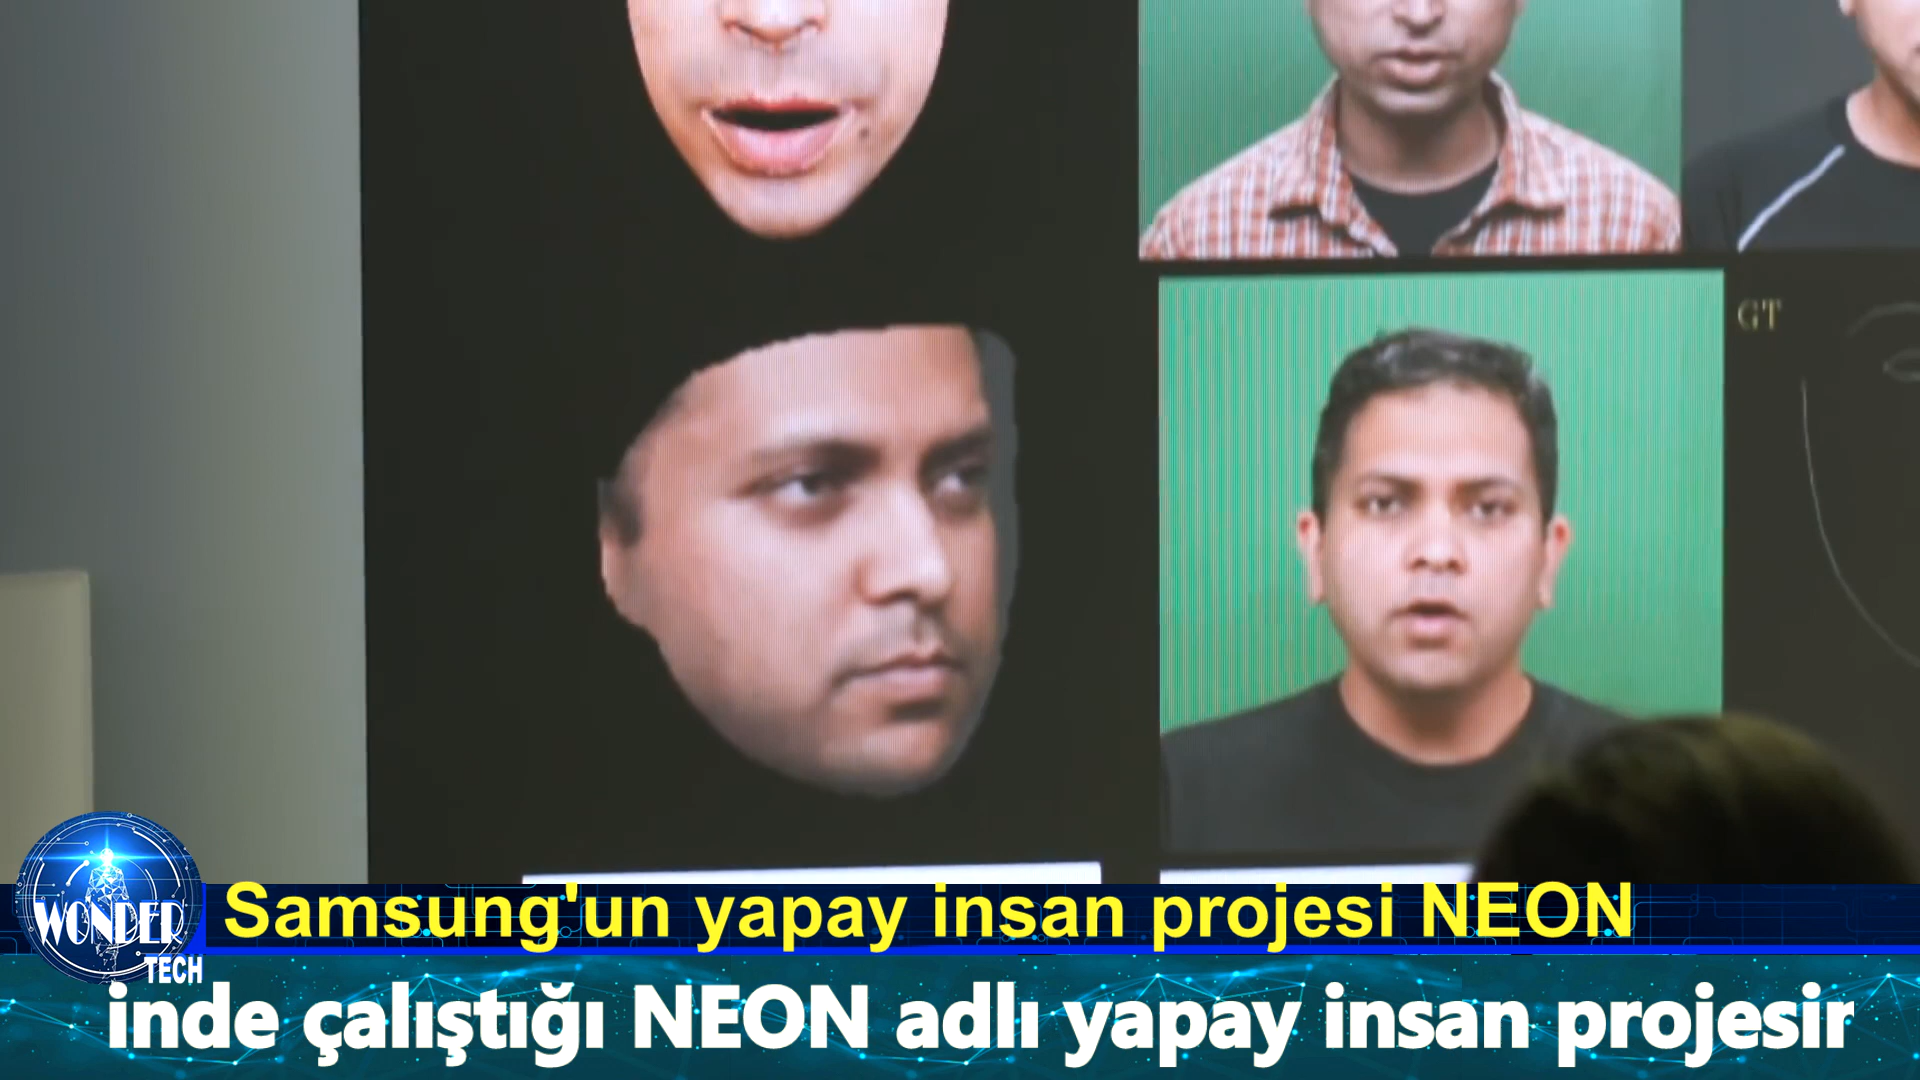 GT
Samsung'un yapay insan projesi NEON
WONDER
TECH
inde çalıştığı NEON adlı yapay insan projesir